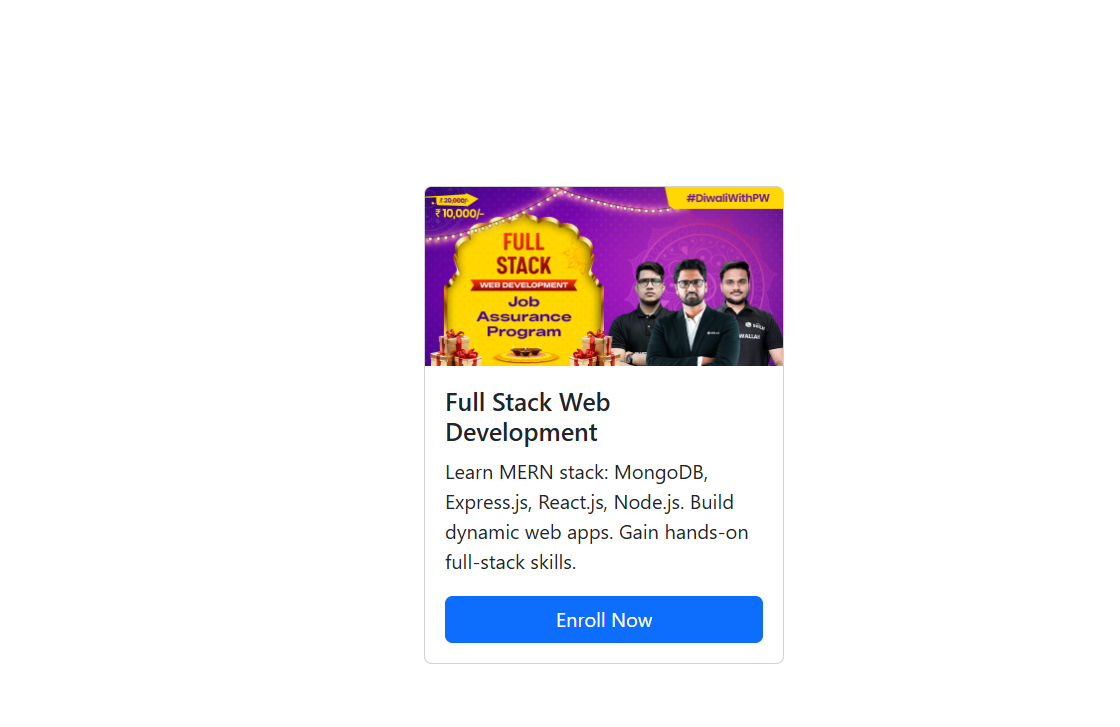 ₹ 20,000/-
₹ 10,000/-
#DiwaliWithPW
FULL
STACK
WEB DEVELOPMENT
Job
Assurance
Program
WALLAH
Full Stack Web
Development
Learn MERN stack: MongoDB,
Express.js, React.js, Node.js. Build
dynamic web apps. Gain hands-on
full-stack skills.
Enroll Now